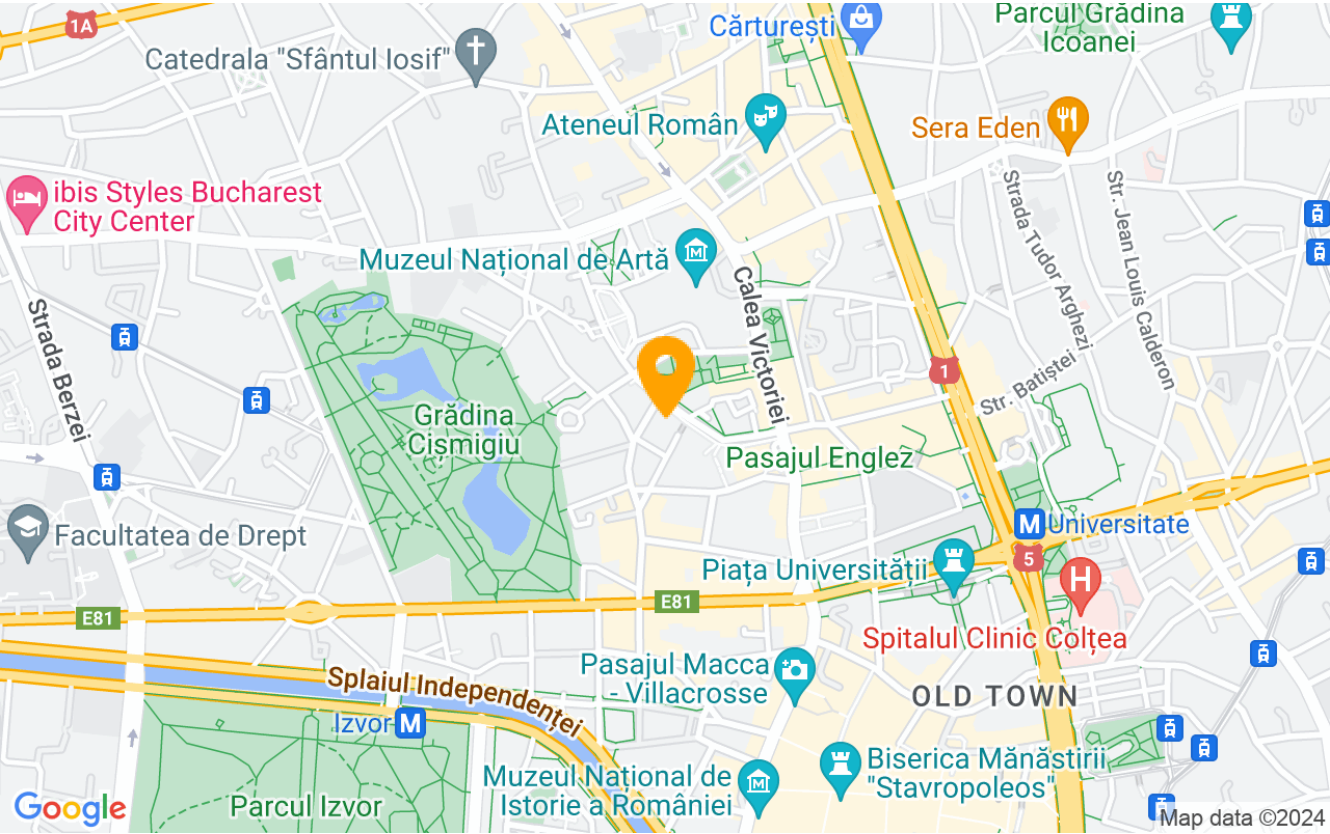 1A
Cărturești
Parcul Grădina
Icoanei
Catedrala "Sfântul Iosif"
Ateneul Român
Sera Eden
ibis Styles Bucharest
City Center
Strada Tudor Arghezi
Str. Jean Louis Calderon
Muzeul Național de Artă
Calea Victoriei
Strada Berzei
1
Str. Batiștei
Grădina
Cișmigiu
Pasajul Englez
Facultatea de Drept
M
Universitate
5
H
Piața Universității
E81
E81
Spitalul Clinic Colțea
Pasajul Macca
- Villacrosse
Splaiul Independenței
OLD TOWN
Izvor
M
Biserica Mănăstirii
"Stavropoleos"
Muzeul Național de
Istorie a României
Parcul Izvor
Google
Map data ©2024